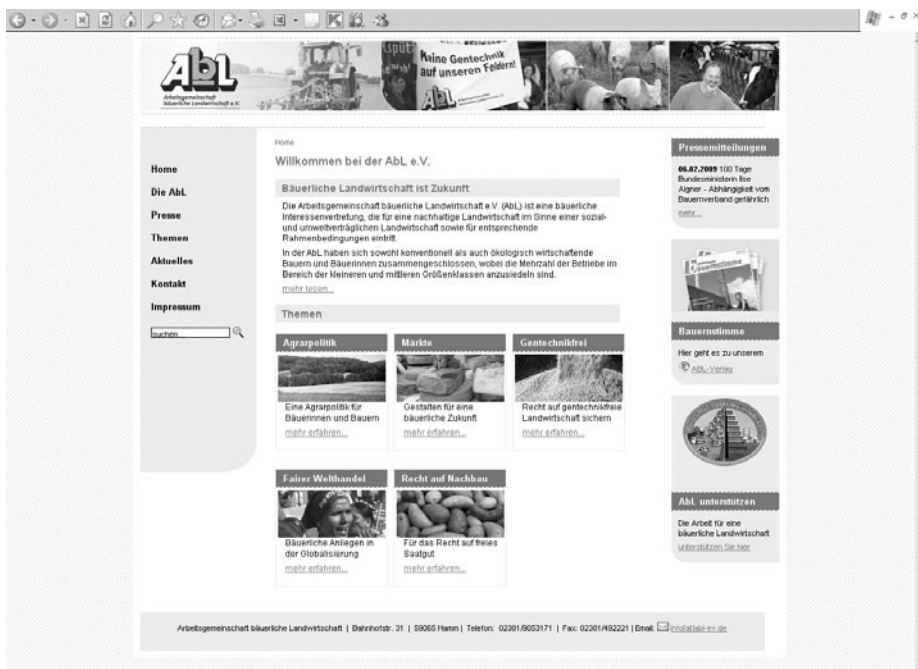 AbL
Arbeitsgemeinschaft
bäuerliche Landwirtschaft e.V.
Keine Gentechnik
auf unseren Feldern!
AbL
Home
Die AbL
Presse
Themen
Aktuelles
Kontakt
Impressum
suchen...
Home
Willkommen bei der AbL e.V.
Bäuerliche Landwirtschaft ist Zukunft
Die Arbeitsgemeinschaft bäuerliche Landwirtschaft e.V. (AbL) ist eine bäuerliche
Interessenvertretung, die für eine nachhaltige Landwirtschaft im Sinne einer sozial-
und umweltverträglichen Landwirtschaft sowie für entsprechende
Rahmenbedingungen eintritt.
In der AbL haben sich sowohl konventionell als auch ökologisch wirtschaftende
Bauern und Bäuerinnen zusammengeschlossen, wobei die Mehrzahl der Betriebe im
Bereich der kleineren und mittleren Größenklassen anzusiedeln sind.
mehr lesen...
Themen
Agrarpolitik
Eine Agrarpolitik für
Bäuerinnen und Bauern
mehr erfahren...
Märkte
Gestalten für eine
bäuerliche Zukunft
mehr erfahren...
Gentechnikfrei
Recht auf gentechnikfreie
Landwirtschaft sichern
mehr erfahren...
Fairer Welthandel
Bäuerliche Anliegen in
der Globalisierung
mehr erfahren...
Recht auf Nachbau
Für das Recht auf freies
Saatgut
mehr erfahren...
Pressemitteilungen
06.02.2009 100 Tage
Bundesministerin Ilse
Aigner - Abhängigkeit vom
Bauernverband gefährlich
mehr...
Bauernstimme
Bauernstimme
Hier geht es zu unserem
ABL-Verlag
AbL unterstützen
Die Arbeit für eine
bäuerliche Landwirtschaft
unterstützen Sie hier
Arbeitsgemeinschaft bäuerliche Landwirtschaft | Bahnhofstr. 31 | 59065 Hamm | Telefon: 02381/9053171 | Fax: 02381/492221 | Email: info[at]abl-ev.de